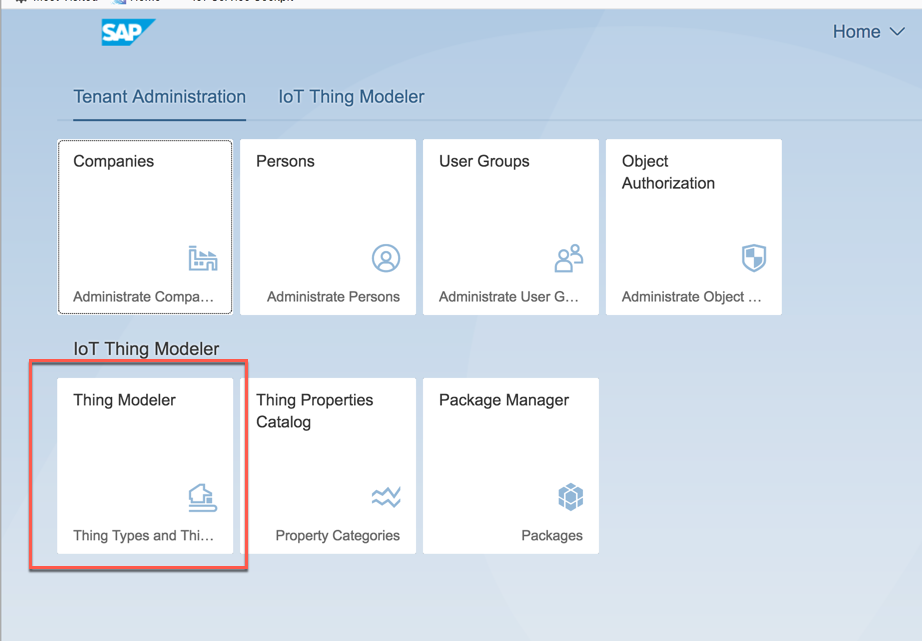 SAP
Home
Tenant Administration
IoT Thing Modeler
Companies
Administrate Compa...
Persons
Administrate Persons
User Groups
Administrate User G...
Object
Authorization
Administrate Object ...
IoT Thing Modeler
Thing Modeler
Thing Types and Thi...
Thing Properties
Catalog
Property Categories
Package Manager
Packages